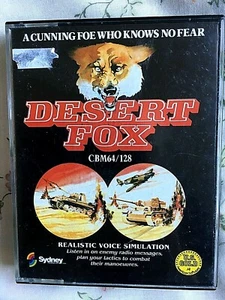 A CUNNING FOE WHO KNOWS NO FEAR
DESERT
FOX
CBM64/128
REALISTIC VOICE SIMULATION
Listen in on enemy radio messages,
plan your tactics to combat
their manoeuvres.
Sydney
U.S. GOLD